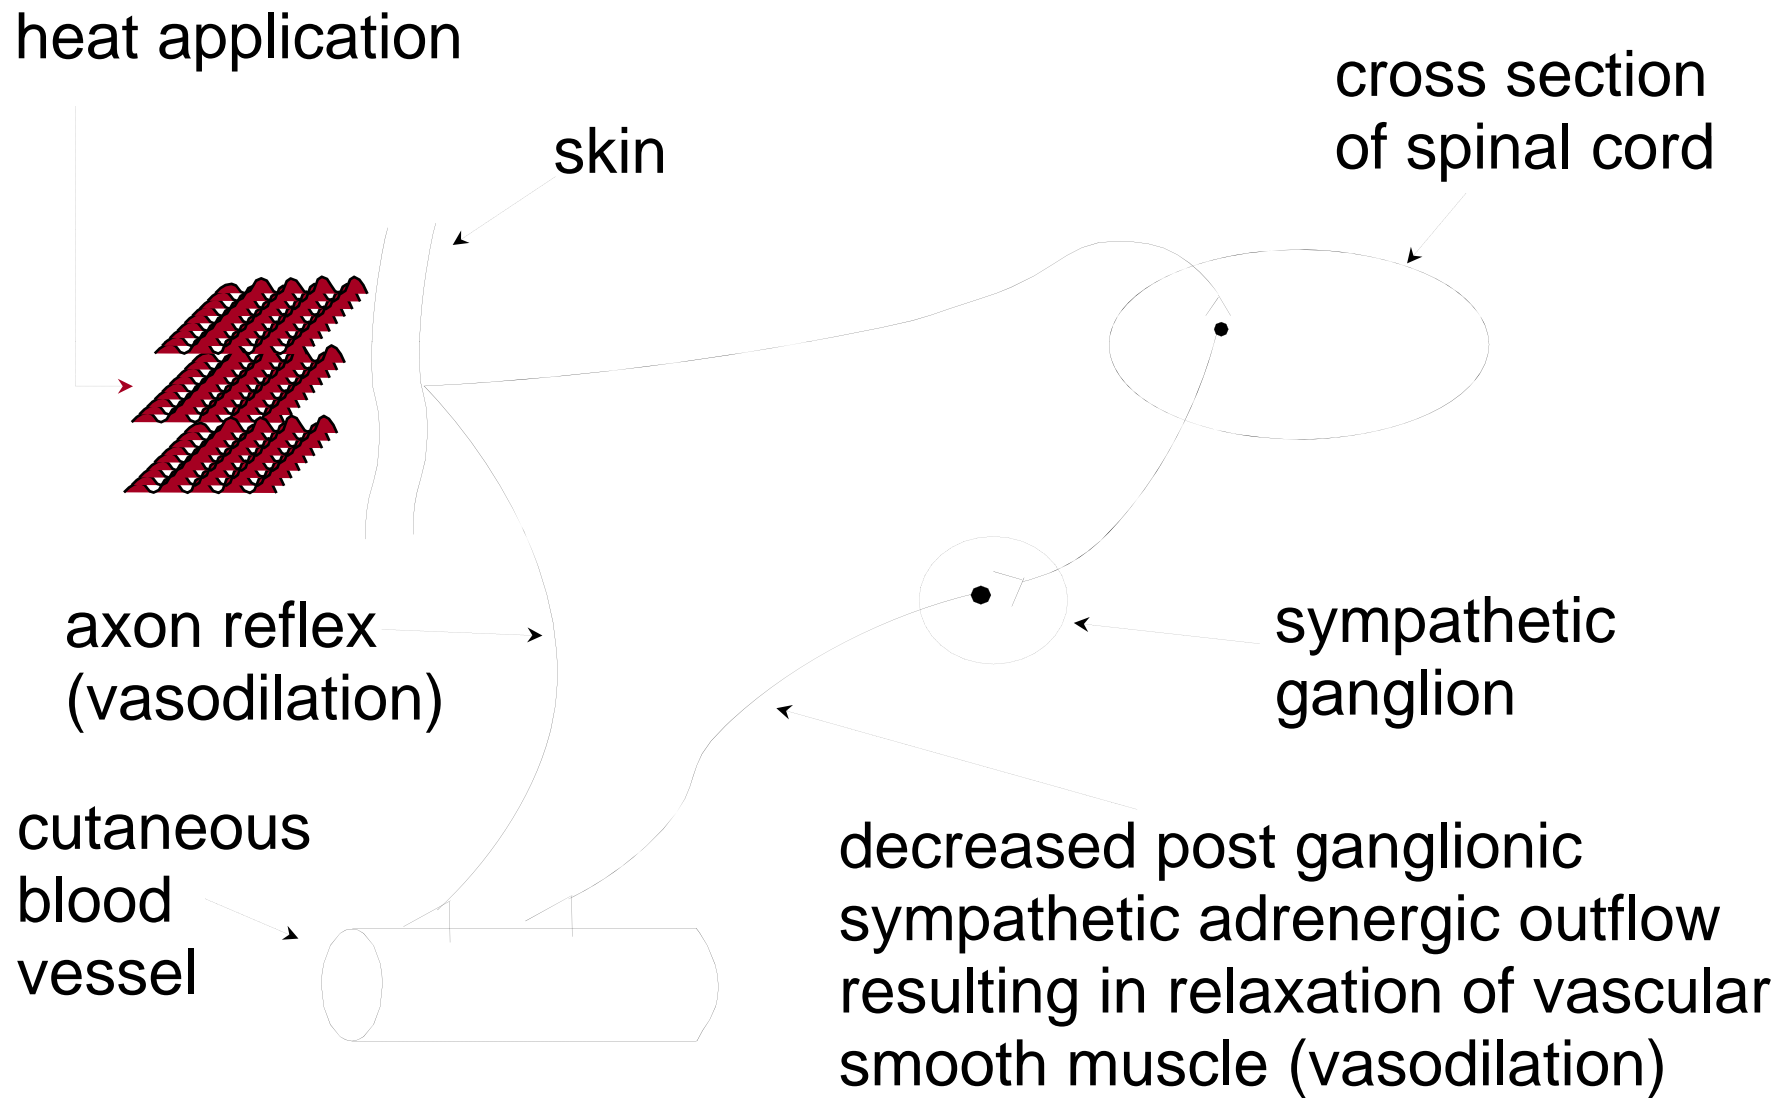 heat application
cross section
of spinal cord
skin
axon reflex
(vasodilation)
sympathetic
ganglion
cutaneous
blood
vessel
decreased post ganglionic
sympathetic adrenergic outflow
resulting in relaxation of vascular
smooth muscle (vasodilation)